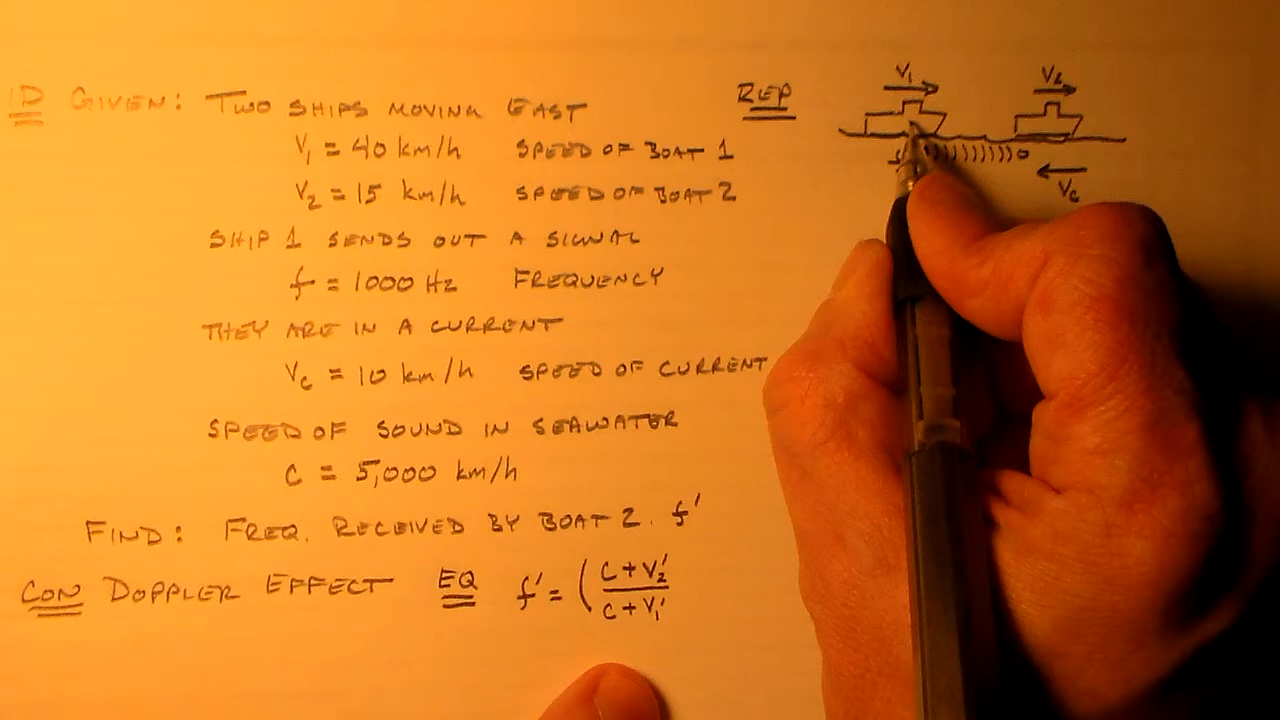 ID GIVEN: TWO SHIPS MOVING EAST
V1 = 40 km/h SPEED OF BOAT 1
V2 = 15 km/h SPEED OF BOAT 2
SHIP 1 SENDS OUT A SIGNAL
f = 1000 Hz FREQUENCY
THEY ARE IN A CURRENT
Vc = 10 km/h SPEED OF CURRENT
SPEED OF SOUND IN SEAWATER
C = 5,000 km/h
FIND: FREQ. RECEIVED BY BOAT 2. f'
CON DOPPLER EFFECT EQ f' = ( C + V2' / C + V1'
REP
V1 V2
Vc